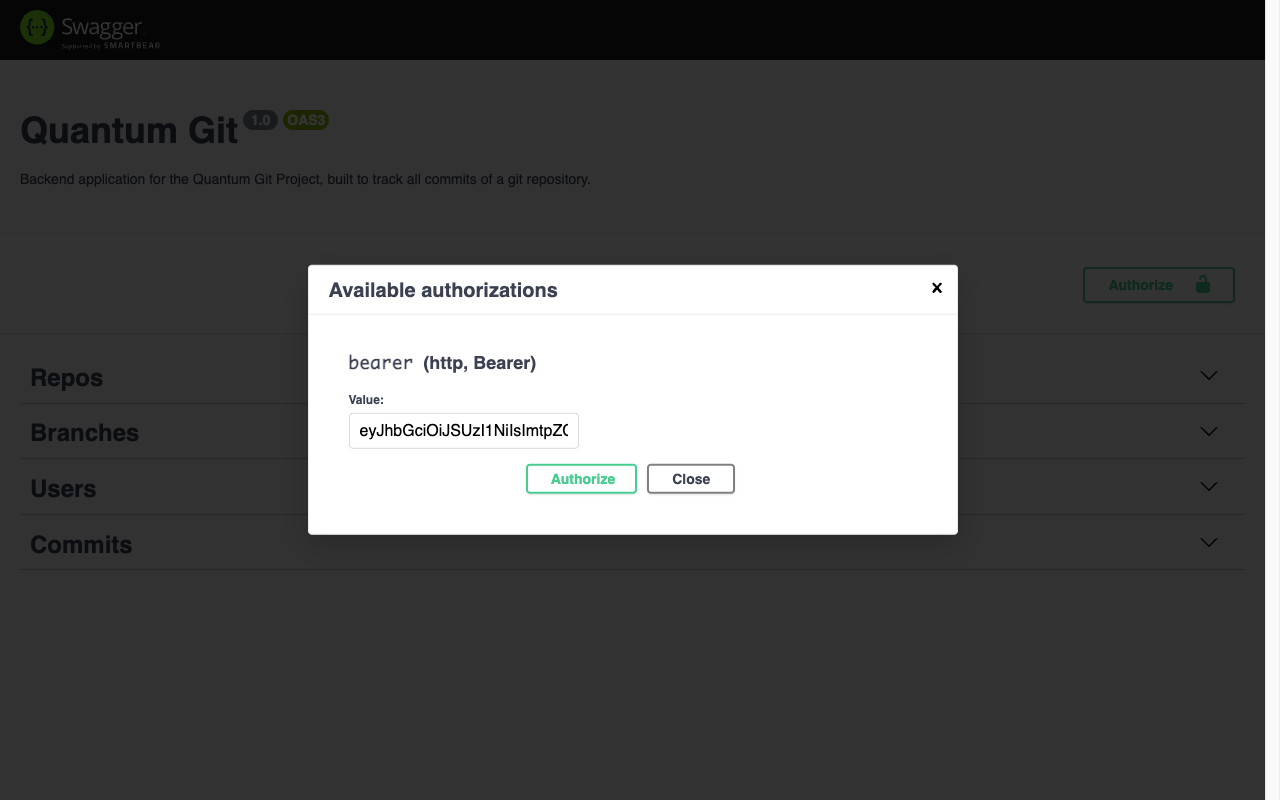 Swagger
Supported by SMARTBEAR
Quantum Git 1.0 OAS3
Backend application for the Quantum Git Project, built to track all commits of a git repository.
Authorize
Available authorizations
bearer (http, Bearer)
Value:
Authorize Close
Repos
Branches
Users
Commits